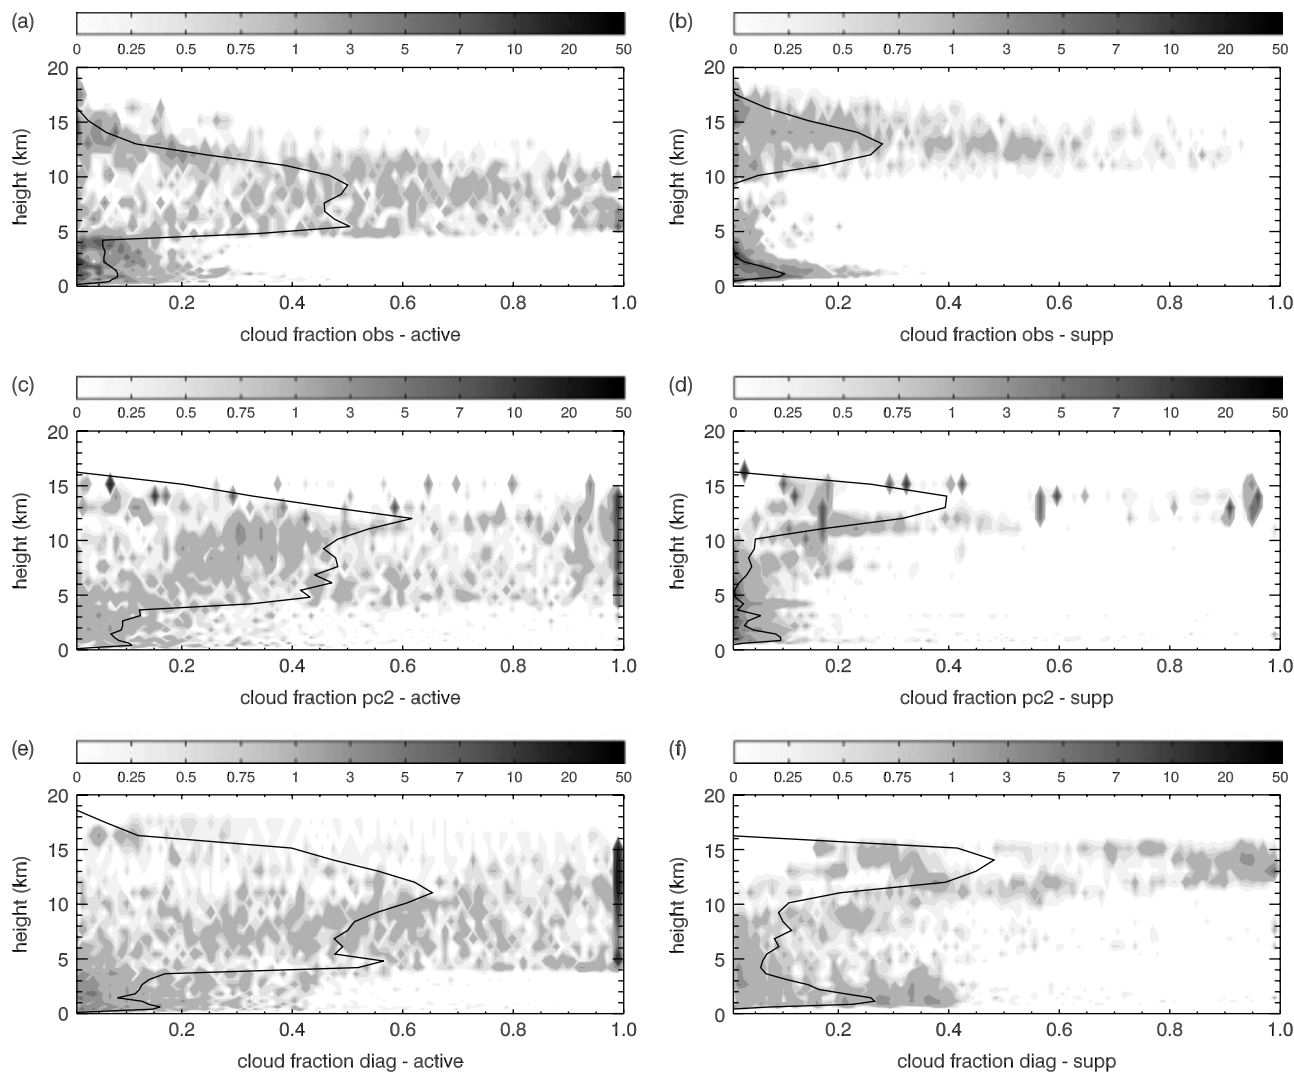 (a)
0 0.25 0.5 0.75 1 3 5 7 10 20 50
20
15
10
5
0
height (km)
0.2 0.4 0.6 0.8 1.0
cloud fraction obs - active
(b)
0 0.25 0.5 0.75 1 3 5 7 10 20 50
20
15
10
5
0
height (km)
0.2 0.4 0.6 0.8 1.0
cloud fraction obs - supp
(c)
0 0.25 0.5 0.75 1 3 5 7 10 20 50
20
15
10
5
0
height (km)
0.2 0.4 0.6 0.8 1.0
cloud fraction pc2 - active
(d)
0 0.25 0.5 0.75 1 3 5 7 10 20 50
20
15
10
5
0
height (km)
0.2 0.4 0.6 0.8 1.0
cloud fraction pc2 - supp
(e)
0 0.25 0.5 0.75 1 3 5 7 10 20 50
20
15
10
5
0
height (km)
0.2 0.4 0.6 0.8 1.0
cloud fraction diag - active
(f)
0 0.25 0.5 0.75 1 3 5 7 10 20 50
20
15
10
5
0
height (km)
0.2 0.4 0.6 0.8 1.0
cloud fraction diag - supp